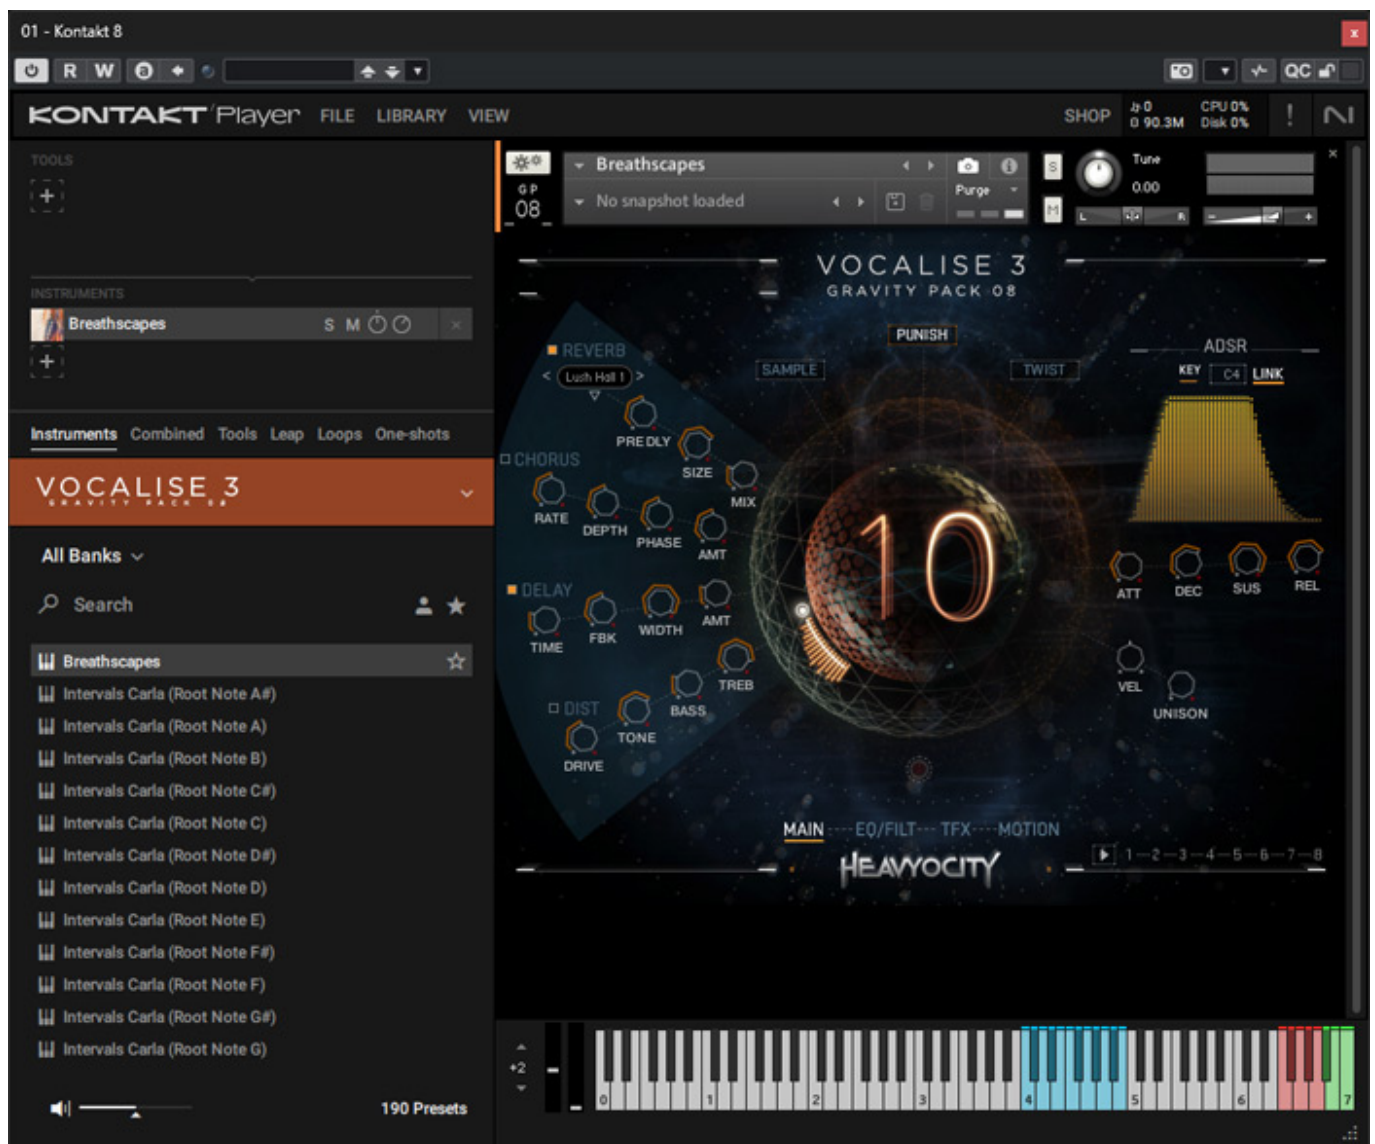 01 - Kontakt 8
x
R W a QC
KONTAKT Player FILE LIBRARY VIEW SHOP 0 90.3M CPU 0% Disk 0% !
TOOLS
+
INSTRUMENTS
Breathscapes S M ×
+
Instruments Combined Tools Leap Loops One-shots
VOCALISE 3
GRAVITY PACK 08
All Banks
Search
Breathscapes
Intervals Carla (Root Note A#)
Intervals Carla (Root Note A)
Intervals Carla (Root Note B)
Intervals Carla (Root Note C#)
Intervals Carla (Root Note C)
Intervals Carla (Root Note D#)
Intervals Carla (Root Note D)
Intervals Carla (Root Note E)
Intervals Carla (Root Note F#)
Intervals Carla (Root Note F)
Intervals Carla (Root Note G#)
Intervals Carla (Root Note G)
190 Presets
GP
08
Breathscapes
No snapshot loaded
Purge
S
M
Tune
0.00
L R
- +
×
VOCALISE 3
GRAVITY PACK 08
SAMPLE PUNISH TWIST
REVERB
< Lush Hall 1 >
PREDLY SIZE MIX
CHORUS
RATE DEPTH PHASE AMT
DELAY
TIME FBK WIDTH AMT
DIST
DRIVE TONE BASS TREB
10
ADSR
KEY C4 LINK
ATT DEC SUS REL
VEL UNISON
MAIN EQ/FILT TFX MOTION
HEAVYOCITY
1-2-3-4-5-6-7-8
+2
0 1 2 3 4 5 6 7